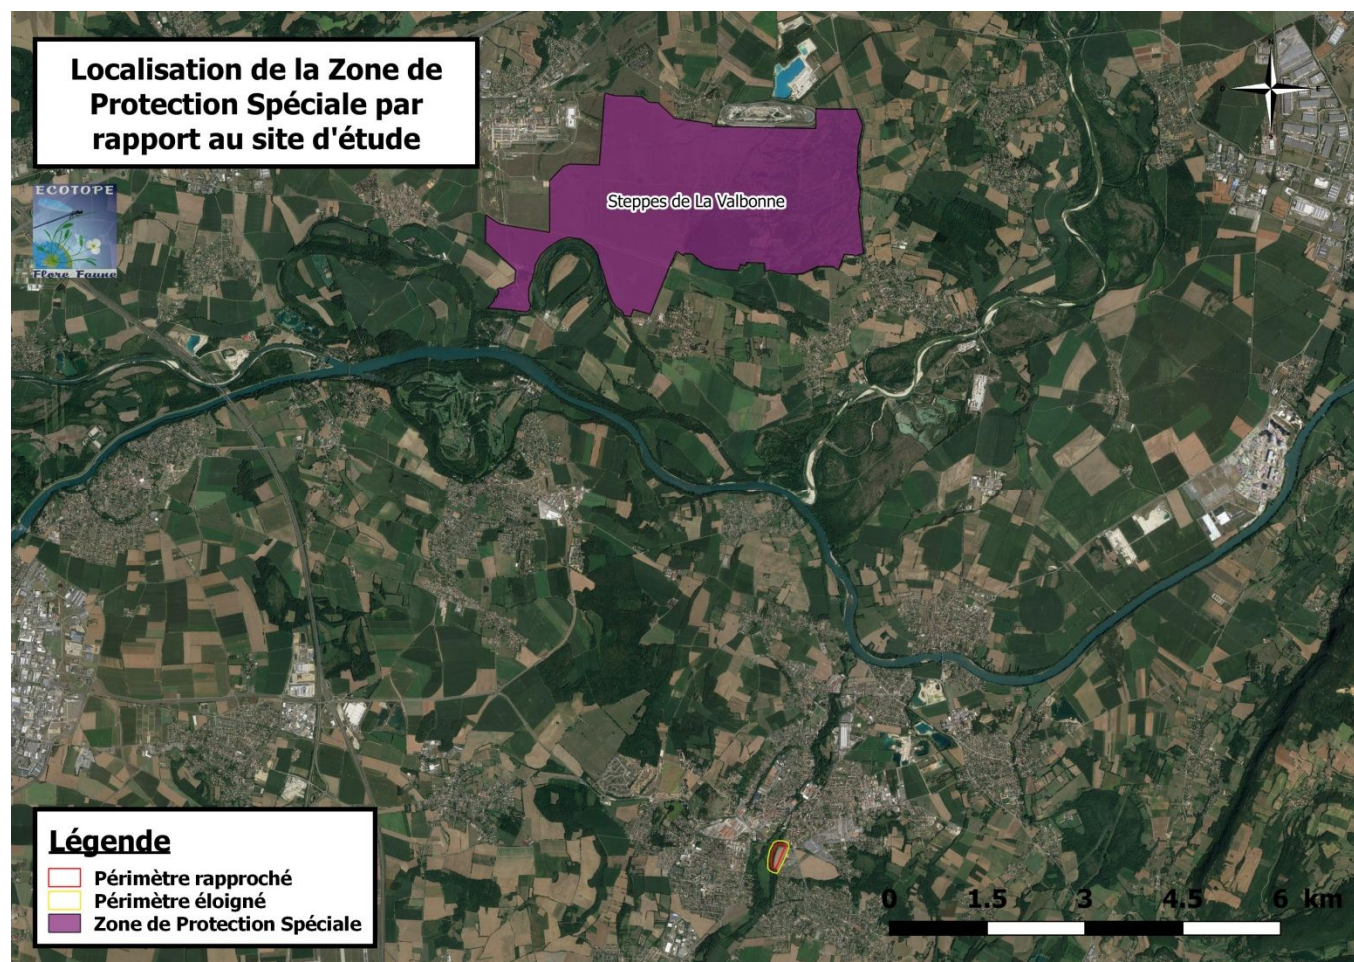 Localisation de la Zone de
Protection Spéciale par
rapport au site d'étude
ECOTOPE
Flore Faune
Steppes de La Valbonne
O E
Légende
Périmètre rapproché
Périmètre éloigné
Zone de Protection Spéciale
0 1.5 3 4.5 6 km